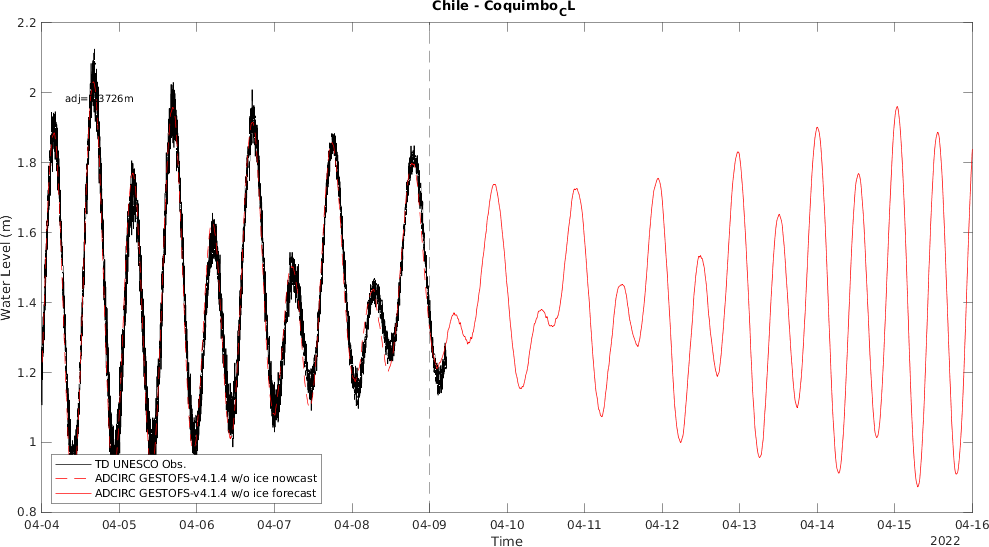 Chile - Coquimbo_CL
2.2
2
1.8
1.6
1.4
1.2
1
0.8
Water Level (m)
adj= 3726m
TD UNESCO Obs.
ADCIRC GESTOFS-v4.1.4 w/o ice nowcast
ADCIRC GESTOFS-v4.1.4 w/o ice forecast
04-04 04-05 04-06 04-07 04-08 04-09 04-10 04-11 04-12 04-13 04-14 04-15 04-16
Time
2022